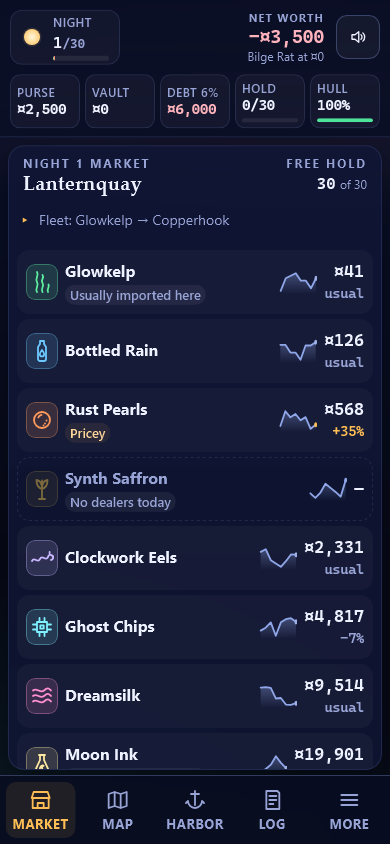 NIGHT
1/30
NET WORTH
−¤3,500
Bilge Rat at ¤0
PURSE
¤2,500
VAULT
¤0
DEBT 6%
¤6,000
HOLD
0/30
HULL
100%
NIGHT 1 MARKET
Lanternquay
FREE HOLD
30 of 30
Fleet: Glowkelp → Copperhook
Glowkelp
Usually imported here
¤41
usual
Bottled Rain
¤126
usual
Rust Pearls
Pricey
¤568
+35%
Synth Saffron
No dealers today
–
Clockwork Eels
¤2,331
usual
Ghost Chips
¤4,817
−7%
Dreamsilk
¤9,514
usual
Moon Ink
¤19,901
MARKET
MAP
HARBOR
LOG
MORE